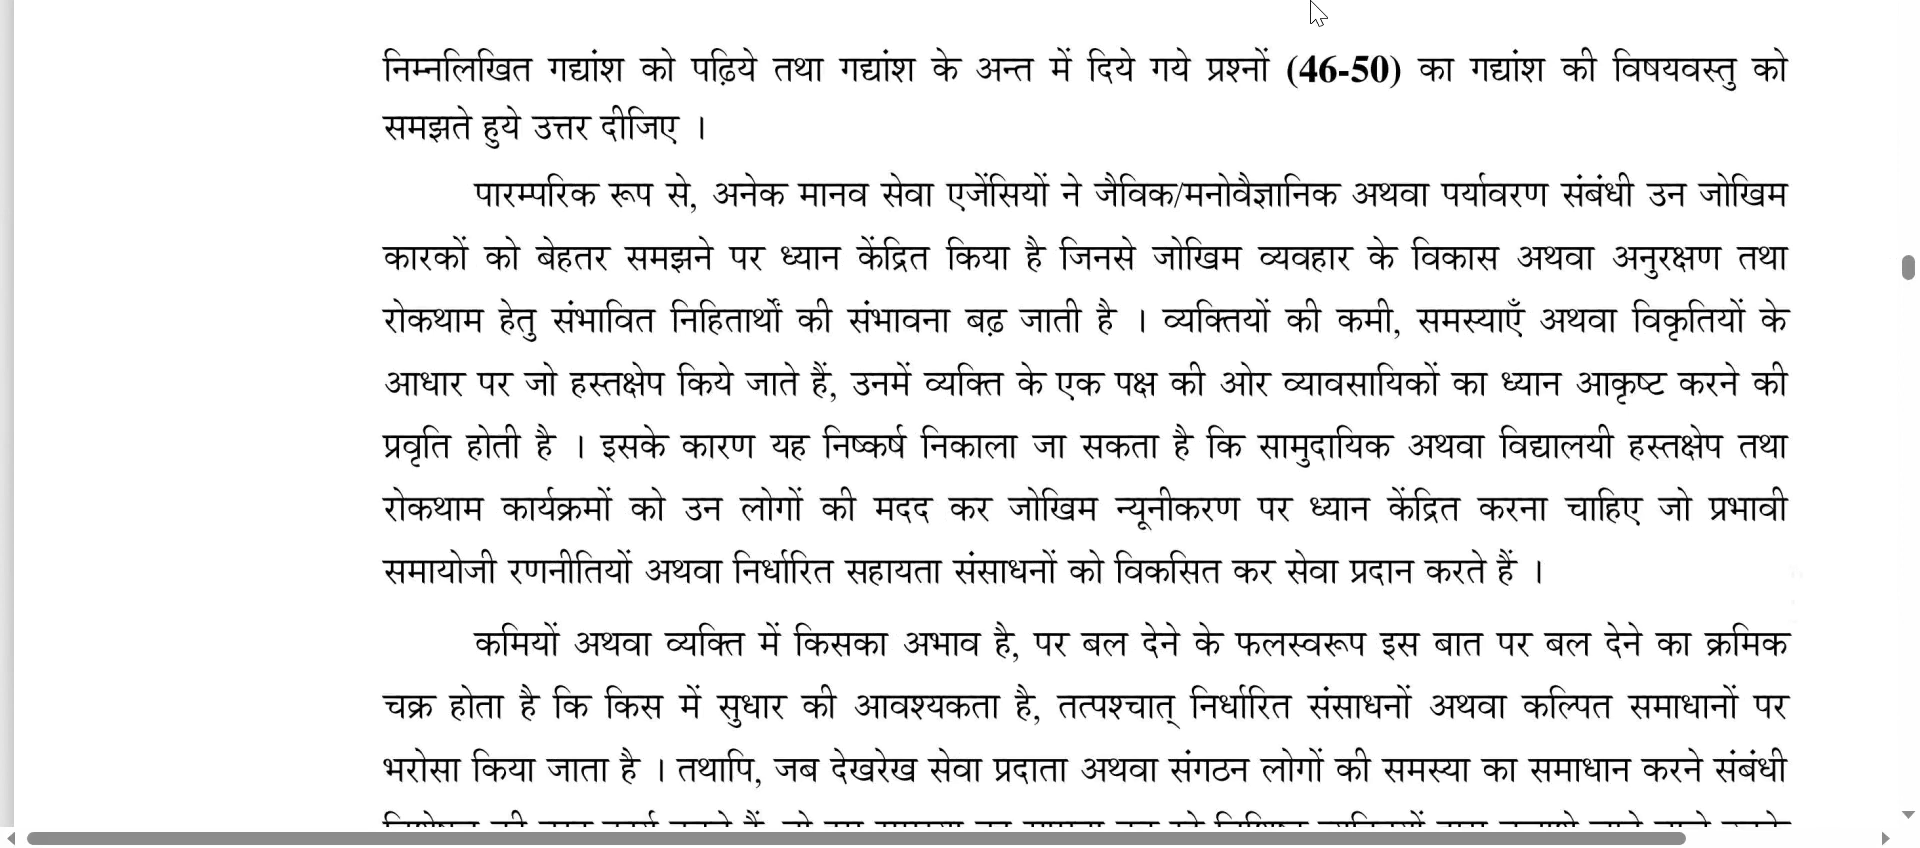 निम्नलिखित गद्यांश को पढ़िये तथा गद्यांश के अन्त में दिये गये प्रश्नों (46-50) का गद्यांश की विषयवस्तु को
समझते हुये उत्तर दीजिए ।
पारम्परिक रूप से, अनेक मानव सेवा एजेंसियों ने जैविक/मनोवैज्ञानिक अथवा पर्यावरण संबंधी उन जोखिम
कारकों को बेहतर समझने पर ध्यान केंद्रित किया है जिनसे जोखिम व्यवहार के विकास अथवा अनुरक्षण तथा
रोकथाम हेतु संभावित निहितार्थों की संभावना बढ़ जाती है । व्यक्तियों की कमी, समस्याएँ अथवा विकृतियों के
आधार पर जो हस्तक्षेप किये जाते हैं, उनमें व्यक्ति के एक पक्ष की ओर व्यावसायिकों का ध्यान आकृष्ट करने की
प्रवृति होती है । इसके कारण यह निष्कर्ष निकाला जा सकता है कि सामुदायिक अथवा विद्यालयी हस्तक्षेप तथा
रोकथाम कार्यक्रमों को उन लोगों की मदद कर जोखिम न्यूनीकरण पर ध्यान केंद्रित करना चाहिए जो प्रभावी
समायोजी रणनीतियों अथवा निर्धारित सहायता संसाधनों को विकसित कर सेवा प्रदान करते हैं ।
कमियों अथवा व्यक्ति में किसका अभाव है, पर बल देने के फलस्वरूप इस बात पर बल देने का क्रमिक
चक्र होता है कि किस में सुधार की आवश्यकता है, तत्पश्चात् निर्धारित संसाधनों अथवा कल्पित समाधानों पर
भरोसा किया जाता है । तथापि, जब देखरेख सेवा प्रदाता अथवा संगठन लोगों की समस्या का समाधान करने संबंधी